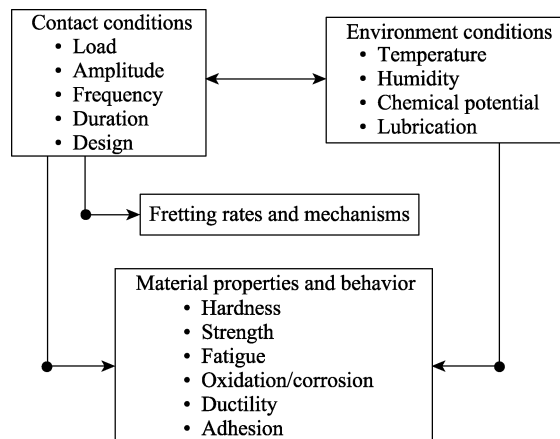 Contact conditions
• Load
• Amplitude
• Frequency
• Duration
• Design
Environment conditions
• Temperature
• Humidity
• Chemical potential
• Lubrication
Fretting rates and mechanisms
Material properties and behavior
• Hardness
• Strength
• Fatigue
• Oxidation/corrosion
• Ductility
• Adhesion